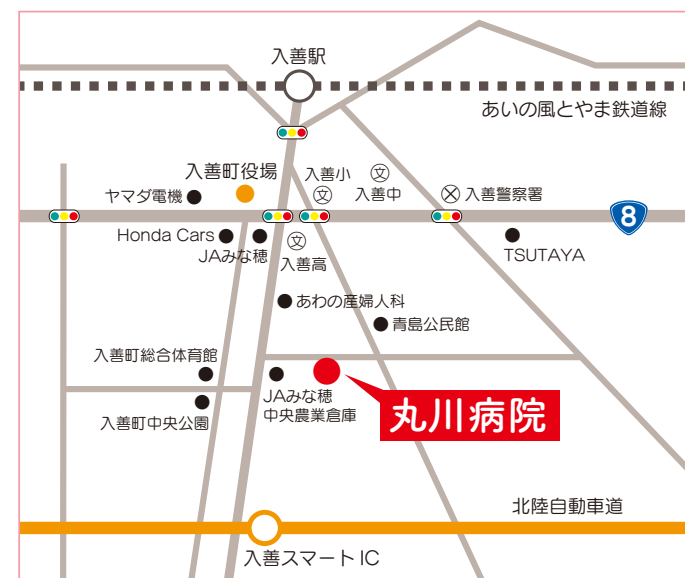 入善駅
あいの風とやま鉄道線
入善町役場
入善小
文
文
入善中
入善警察署
ヤマダ電機
8
Honda Cars
JAみな穂
文
入善高
TSUTAYA
あわの産婦人科
青島公民館
入善町総合体育館
JAみな穂
中央農業倉庫
丸川病院
入善町中央公園
北陸自動車道
入善スマートIC